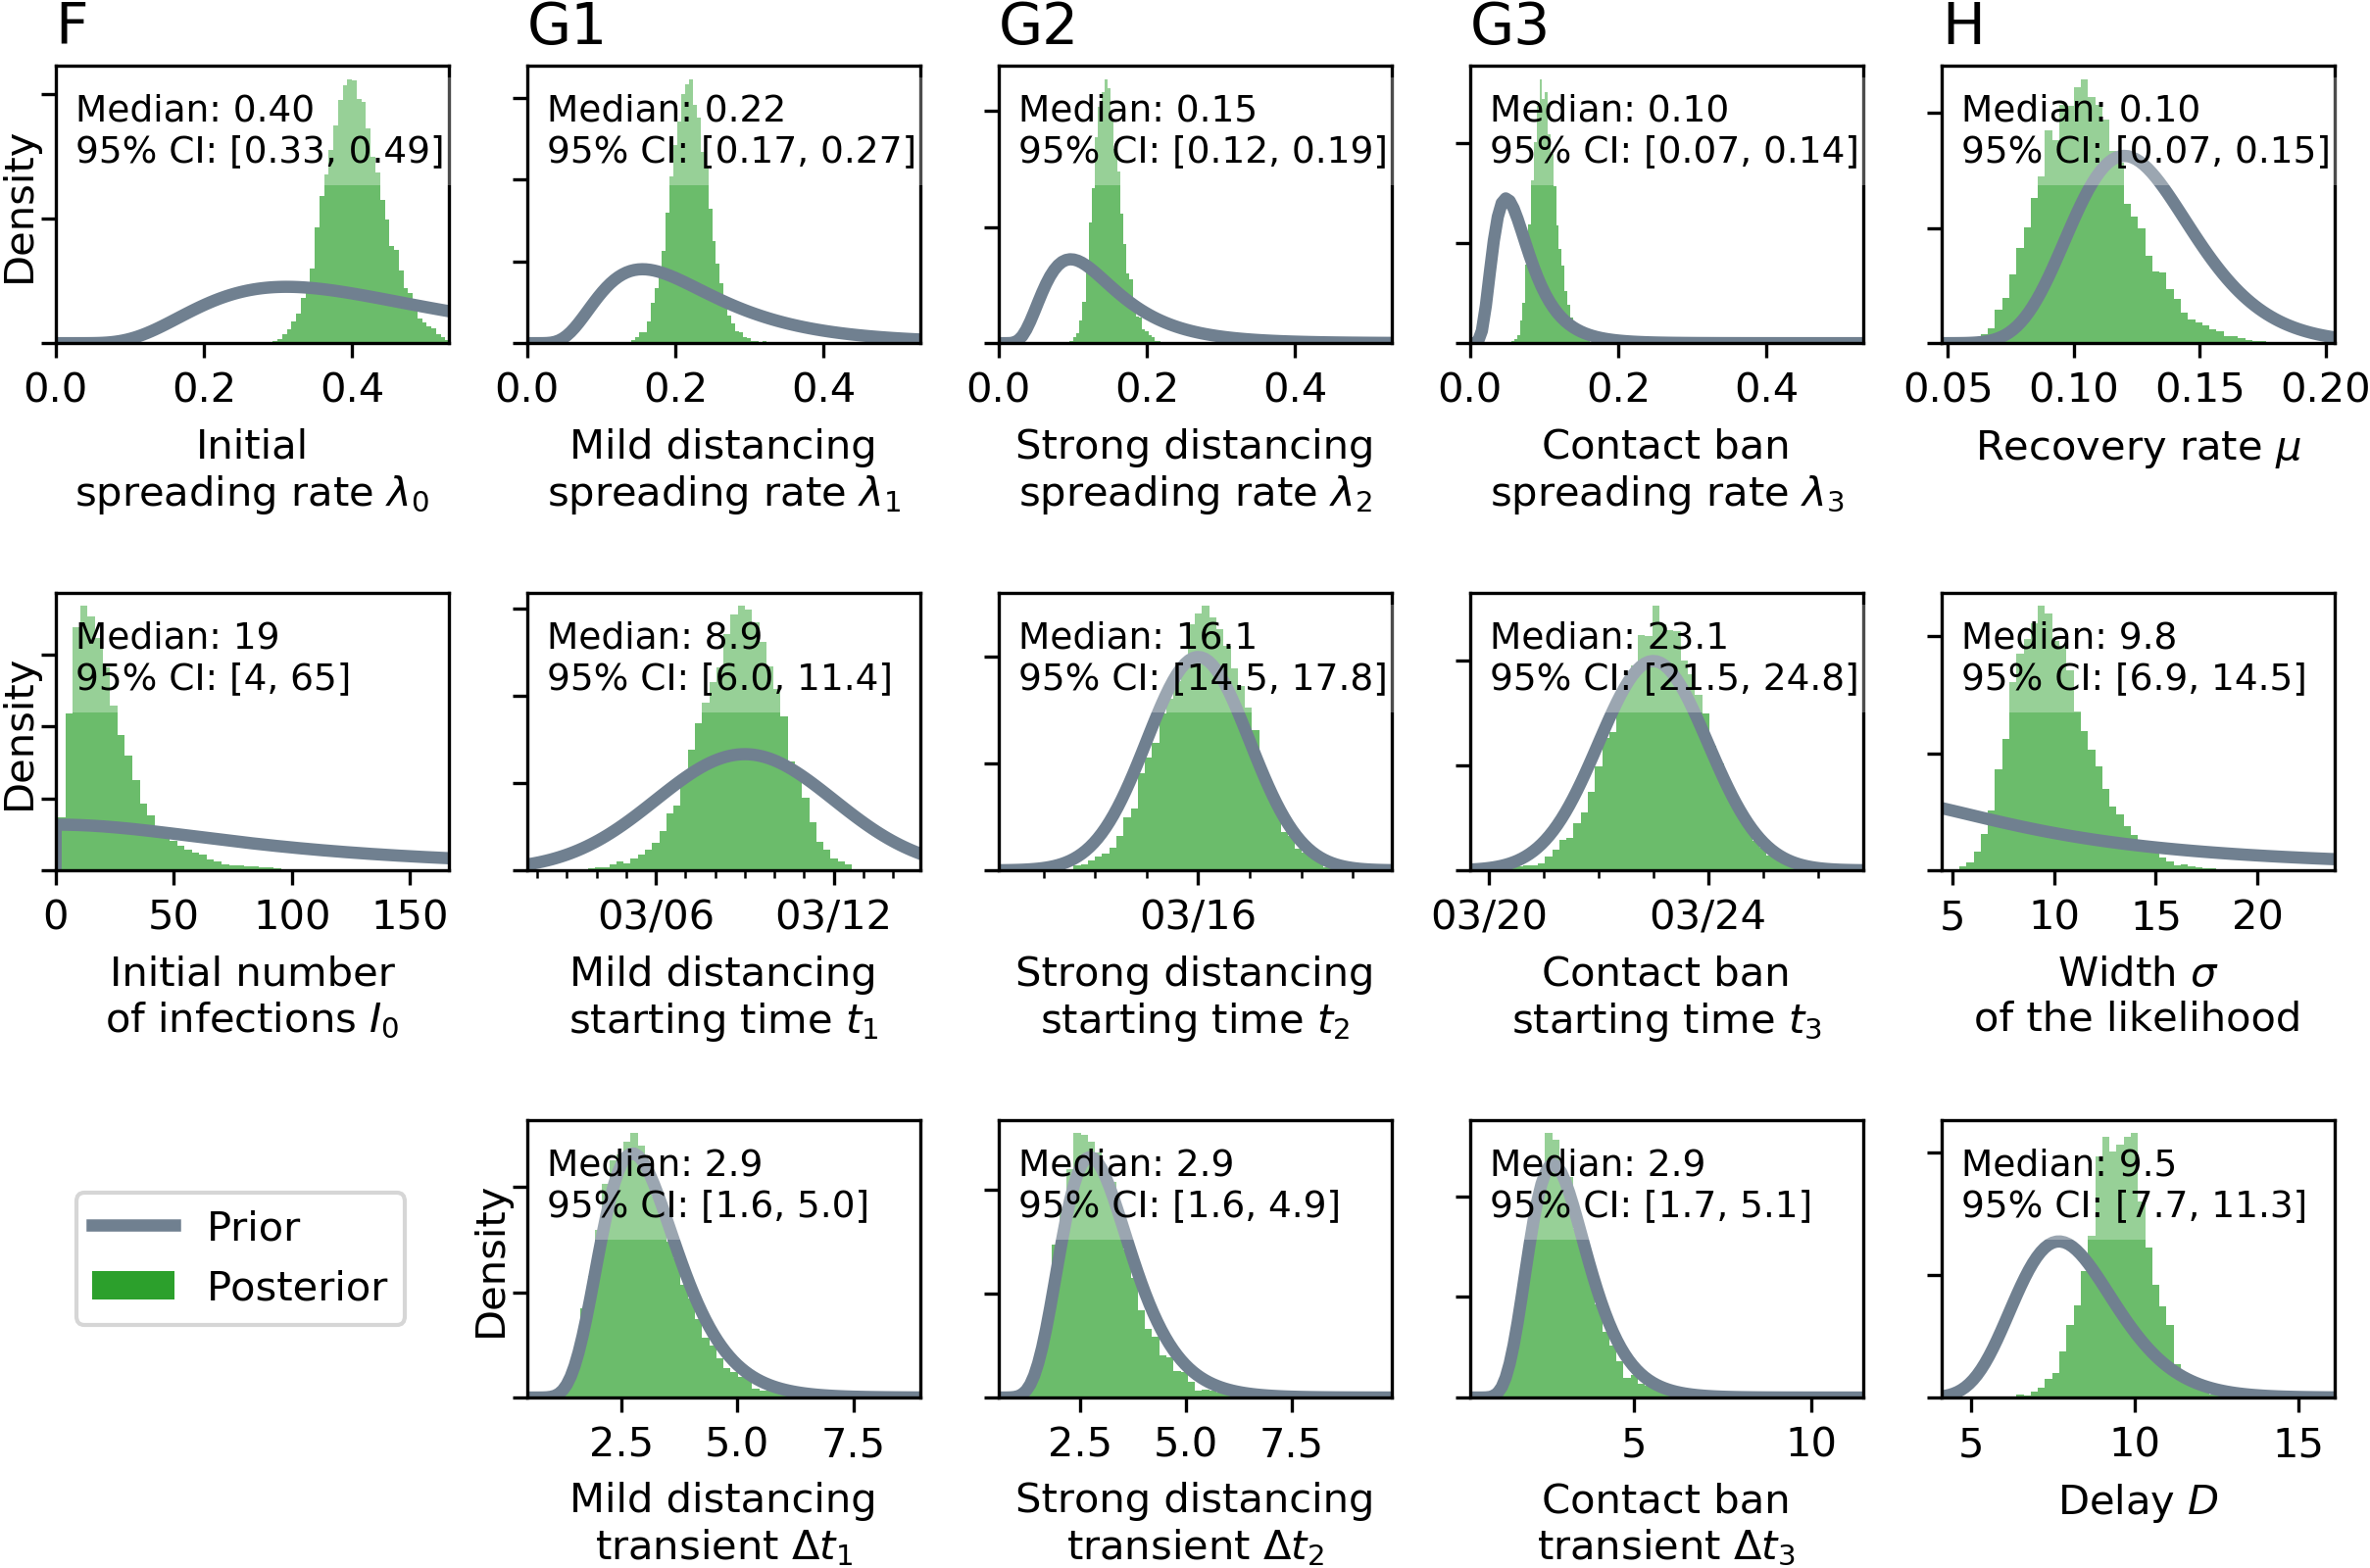 F
G1
G2
G3
H
Density
Median: 0.40
95% CI: [0.33, 0.49]
0.0 0.2 0.4
Initial
spreading rate λ0
Median: 0.22
95% CI: [0.17, 0.27]
0.0 0.2 0.4
Mild distancing
spreading rate λ1
Median: 0.15
95% CI: [0.12, 0.19]
0.0 0.2 0.4
Strong distancing
spreading rate λ2
Median: 0.10
95% CI: [0.07, 0.14]
0.0 0.2 0.4
Contact ban
spreading rate λ3
Median: 0.10
95% CI: [0.07, 0.15]
0.05 0.10 0.15 0.20
Recovery rate μ
Density
Median: 19
95% CI: [4, 65]
0 50 100 150
Initial number
of infections I0
Median: 8.9
95% CI: [6.0, 11.4]
03/06 03/12
Mild distancing
starting time t1
Median: 16.1
95% CI: [14.5, 17.8]
03/16
Strong distancing
starting time t2
Median: 23.1
95% CI: [21.5, 24.8]
03/20 03/24
Contact ban
starting time t3
Median: 9.8
95% CI: [6.9, 14.5]
5 10 15 20
Width σ
of the likelihood
Prior
Posterior
Density
Median: 2.9
95% CI: [1.6, 5.0]
2.5 5.0 7.5
Mild distancing
transient Δt1
Median: 2.9
95% CI: [1.6, 4.9]
2.5 5.0 7.5
Strong distancing
transient Δt2
Median: 2.9
95% CI: [1.7, 5.1]
5 10
Contact ban
transient Δt3
Median: 9.5
95% CI: [7.7, 11.3]
5 10 15
Delay D